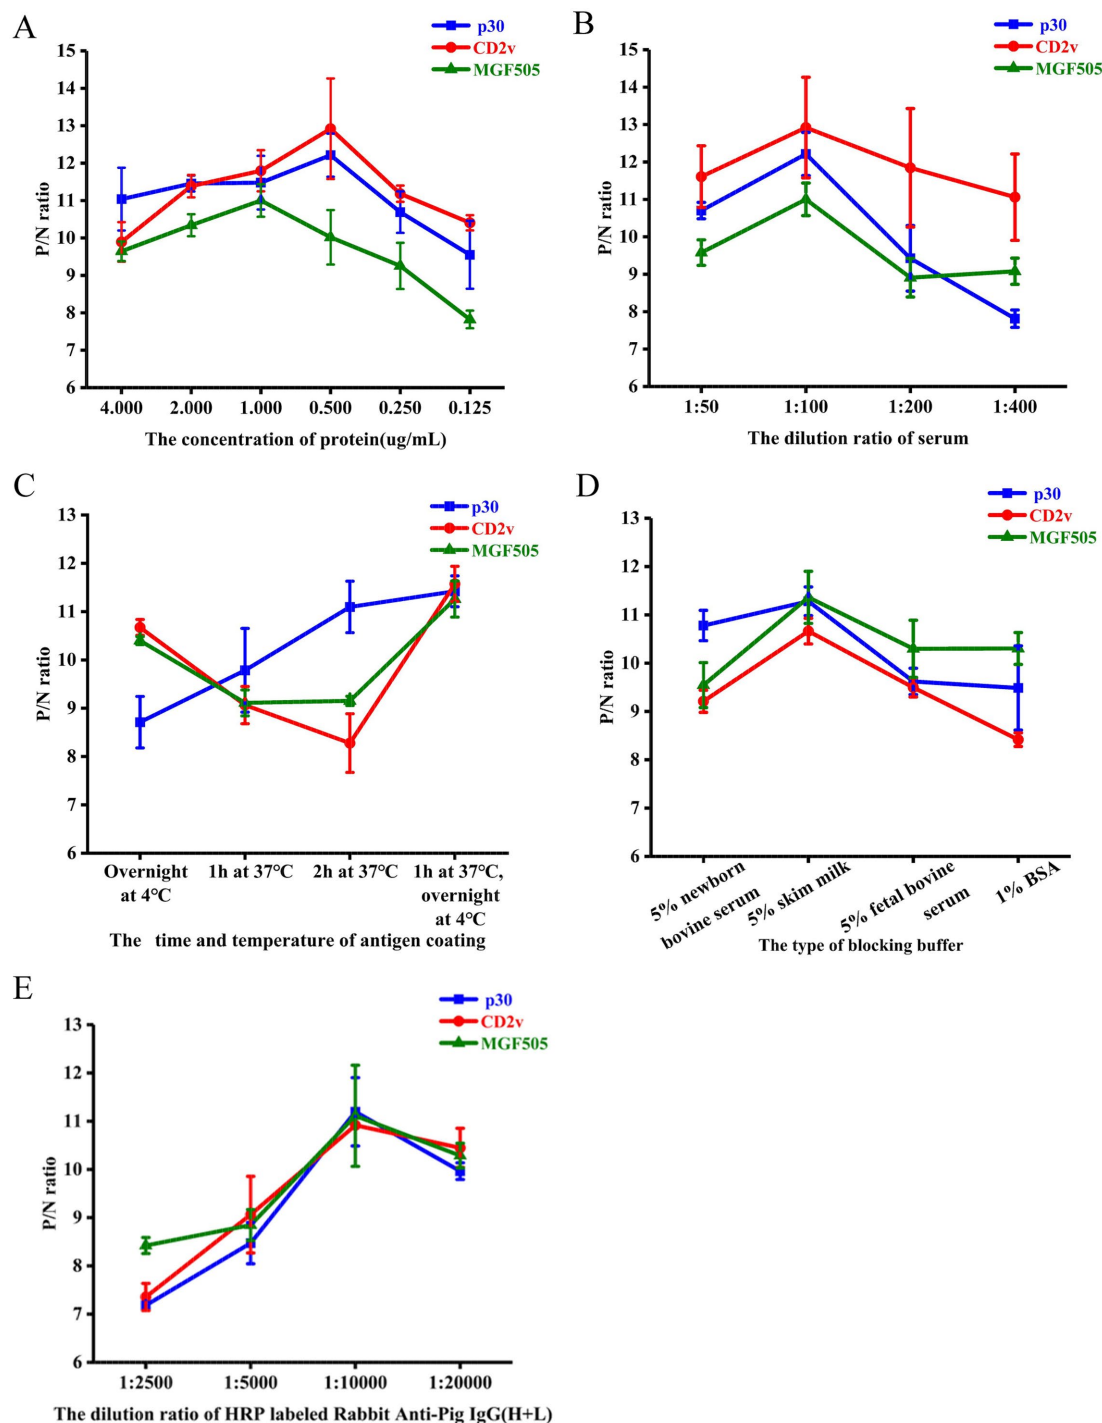 A
p30
CD2v
MGF505
15
14
13
12
11
10
9
8
7
6
P/N ratio
4.000 2.000 1.000 0.500 0.250 0.125
The concentration of protein(ug/mL)
B
p30
CD2v
MGF505
15
14
13
12
11
10
9
8
7
6
P/N ratio
1:50 1:100 1:200 1:400
The dilution ratio of serum
C
p30
CD2v
MGF505
13
12
11
10
9
8
7
6
P/N ratio
Overnight
at 4℃
1h at 37℃
2h at 37℃
1h at 37℃,
overnight
at 4℃
The time and temperature of antigen coating
D
p30
CD2v
MGF505
13
12
11
10
9
8
7
6
P/N ratio
5% newborn
bovine serum
5% skim milk
5% fetal bovine
serum
1% BSA
The type of blocking buffer
E
p30
CD2v
MGF505
13
12
11
10
9
8
7
6
P/N ratio
1:2500 1:5000 1:10000 1:20000
The dilution ratio of HRP labeled Rabbit Anti-Pig IgG(H+L)